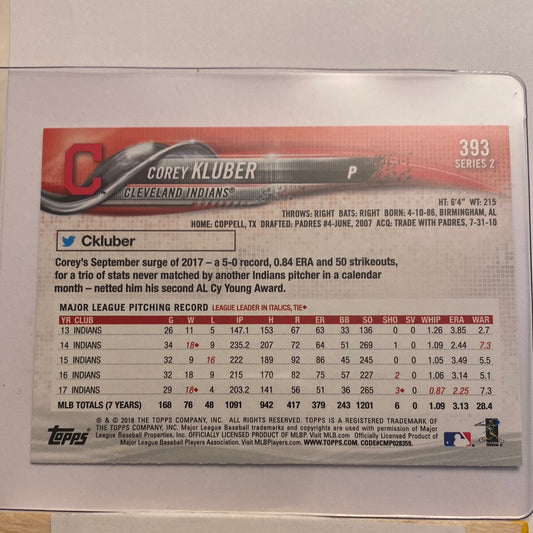 393
SERIES 2
C
COREY KLUBER
P
CLEVELAND INDIANS®
HT: 6'4" WT: 215
THROWS: RIGHT BATS: RIGHT BORN: 4-10-86, BIRMINGHAM, AL
HOME: COPPELL, TX DRAFTED: PADRES #4-JUNE, 2007 ACQ: TRADE WITH PADRES, 7-31-10
Ckluber
Corey's September surge of 2017 – a 5-0 record, 0.84 ERA and 50 strikeouts,
for a trio of stats never matched by another Indians pitcher in a calendar
month – netted him his second AL Cy Young Award.
MAJOR LEAGUE PITCHING RECORD LEAGUE LEADER IN ITALICS, TIE♦
YR CLUB G W L IP H R ER BB SO SHO SV WHIP ERA WAR
13 INDIANS 26 11 5 147.1 153 67 63 33 136 0 0 1.26 3.85 2.7
14 INDIANS 34 18♦ 9 235.2 207 72 64 51 269 1 0 1.09 2.44 7.3
15 INDIANS 32 9 16 222 189 92 86 45 245 0 0 1.05 3.49 5.5
16 INDIANS 32 18 9 215 170 82 75 57 227 2 0 1.06 3.14 5.1
17 INDIANS 29 18♦ 4 203.2 141 56 51 36 265 3♦ 0 0.87 2.25 7.3
MLB TOTALS (7 YEARS) 168 76 48 1091 942 417 379 243 1201 6 0 1.09 3.13 28.4
® & © 2018 THE TOPPS COMPANY, INC. ALL RIGHTS RESERVED. TOPPS IS A REGISTERED TRADEMARK OF
THE TOPPS COMPANY, INC. Major League Baseball trademarks and copyrights are used with permission of Major
League Baseball Properties, Inc. OFFICIALLY LICENSED PRODUCT OF MLBP. Visit MLB.com. Officially Licensed Product of
Major League Baseball Players Association. Visit MLBPlayers.com. WWW.TOPPS.COM. CODE#CMP028359.
TOPPS